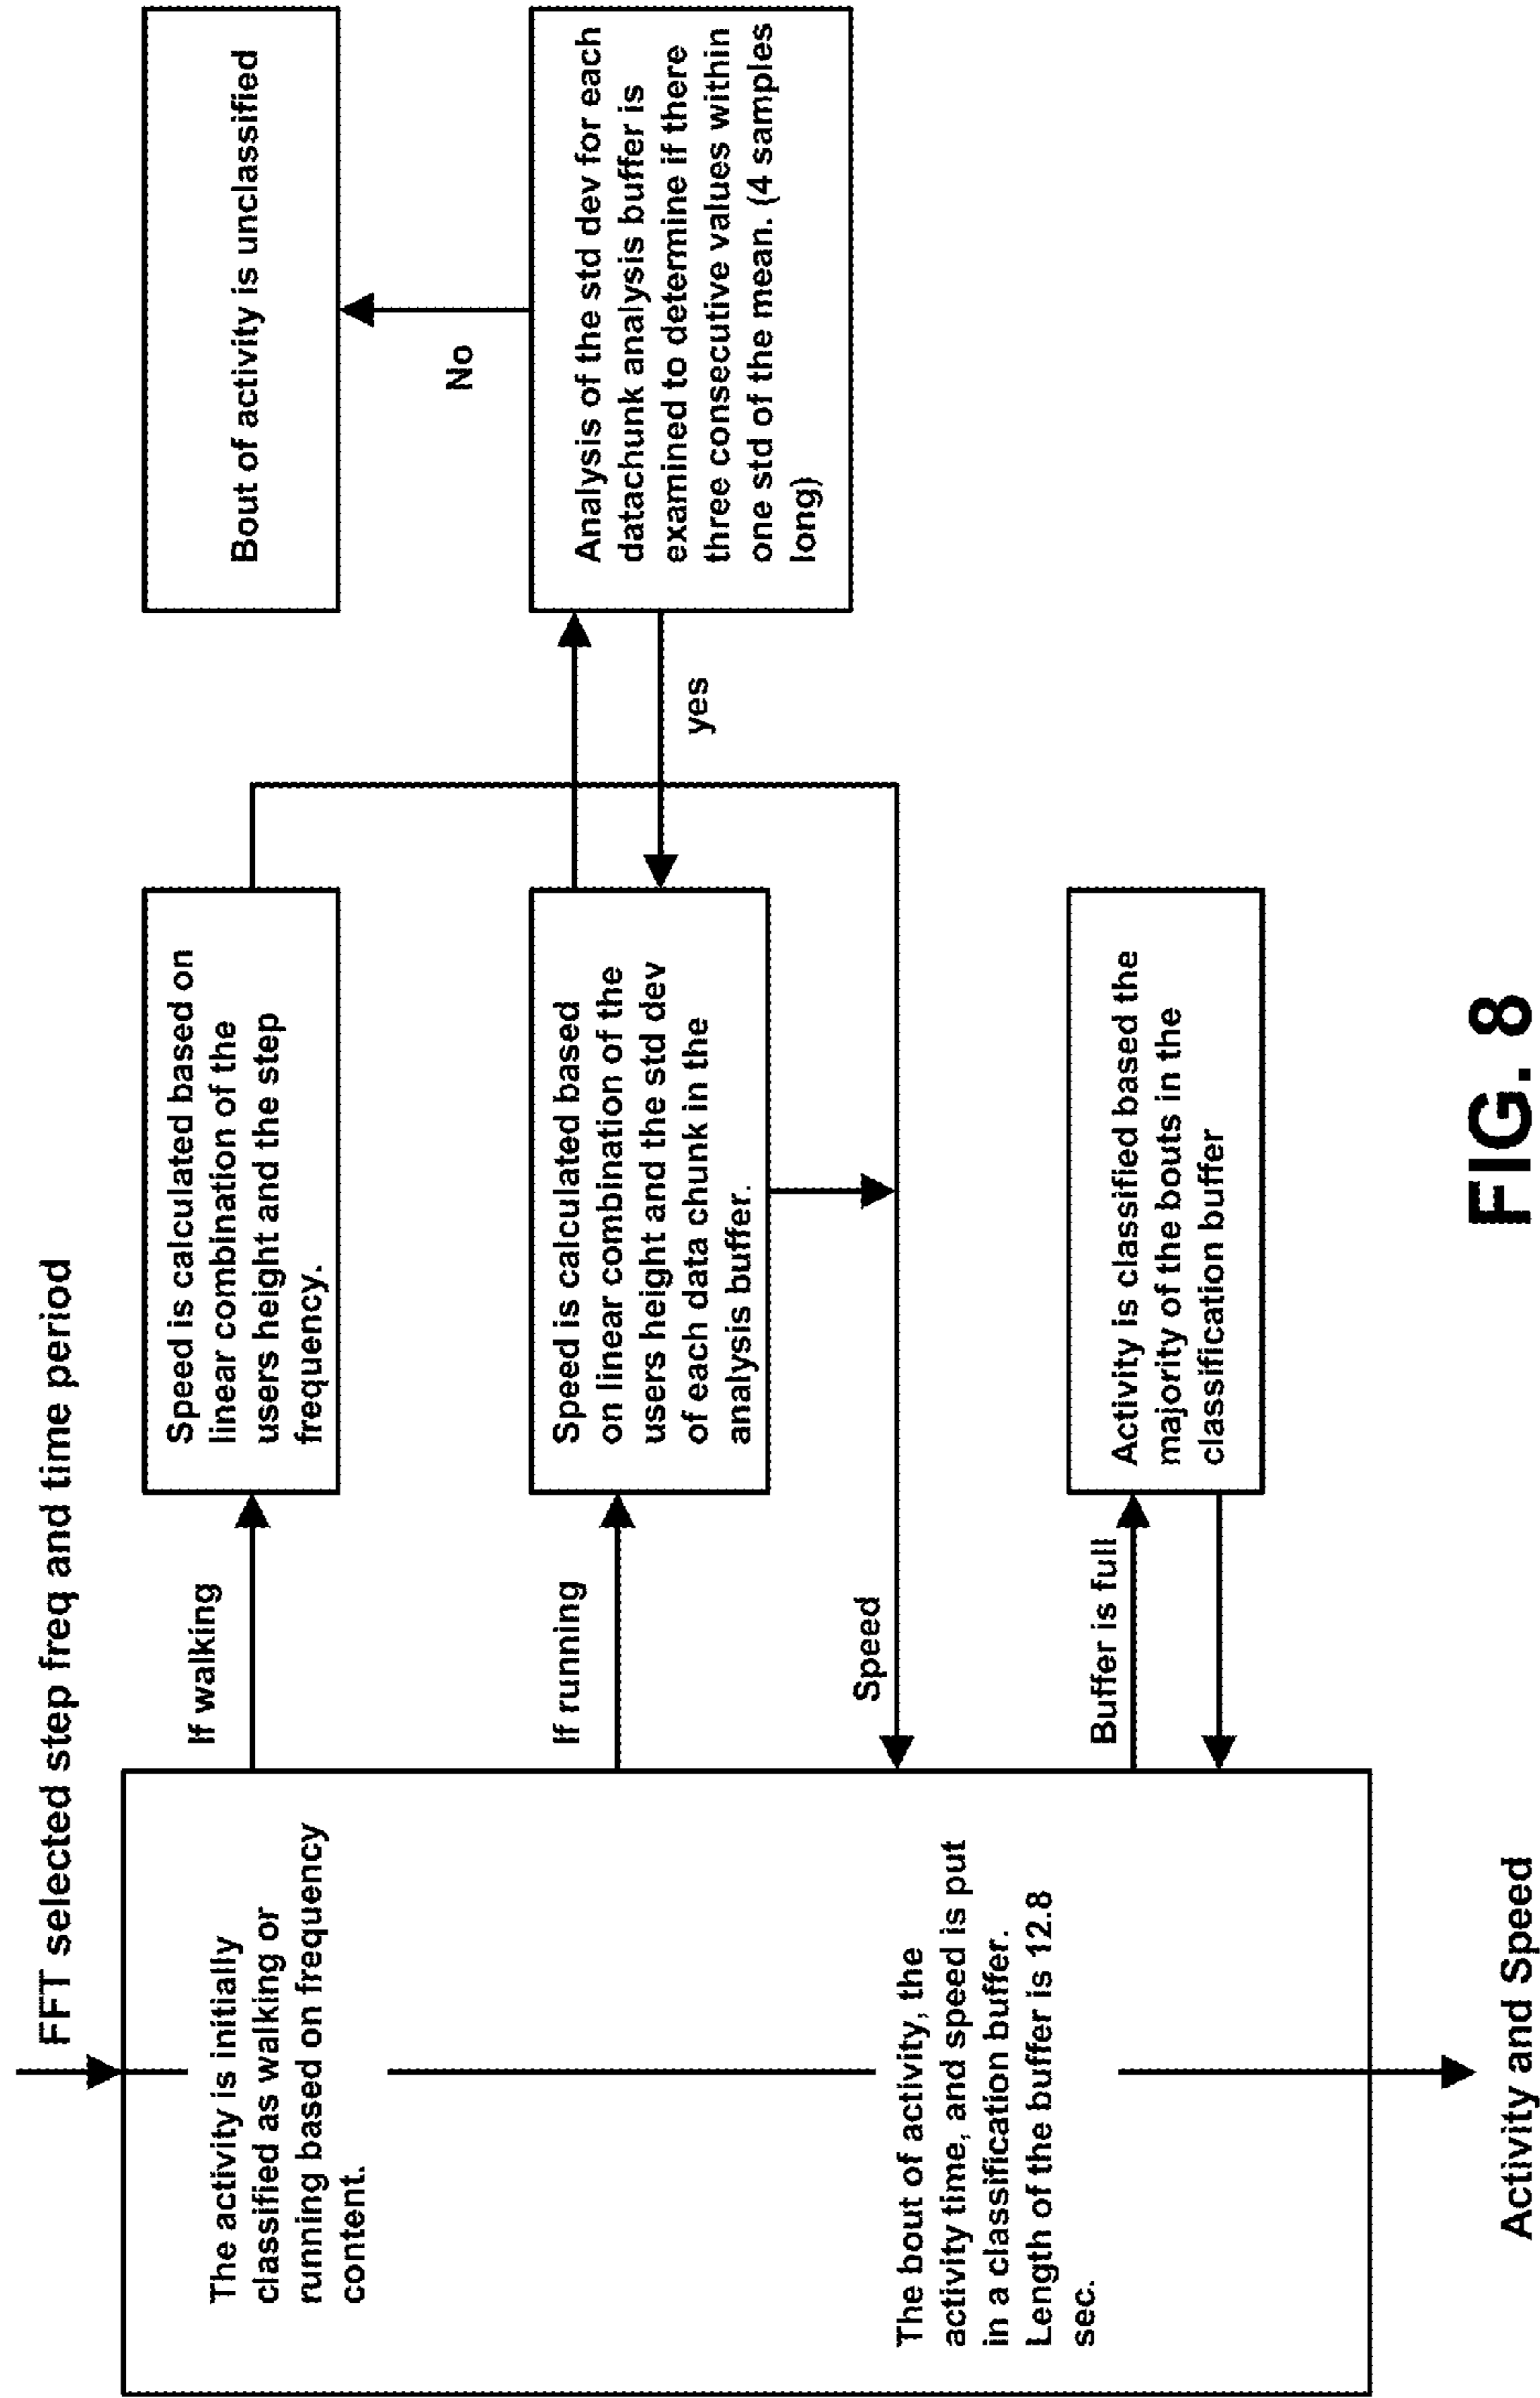 FFT selected step freq and time period
The activity is initially
classified as walking or
running based on frequency
content.
If walking
Speed is calculated based on
linear combination of the
users height and the step
frequency.
Bout of activity is unclassified
No
If running
Speed is calculated based
on linear combination of the
users height and the std dev
of each data chunk in the
analysis buffer.
yes
Analysis of the std dev for each
datachunk analysis buffer is
examined to determine if there
three consecutive values within
one std of the mean. (4 samples
long)
Speed
The bout of activity, the
activity time, and speed is put
in a classification buffer.
Length of the buffer is 12.8
sec.
Buffer is full
Activity is classified based the
majority of the bouts in the
classification buffer
Activity and Speed
FIG. 8